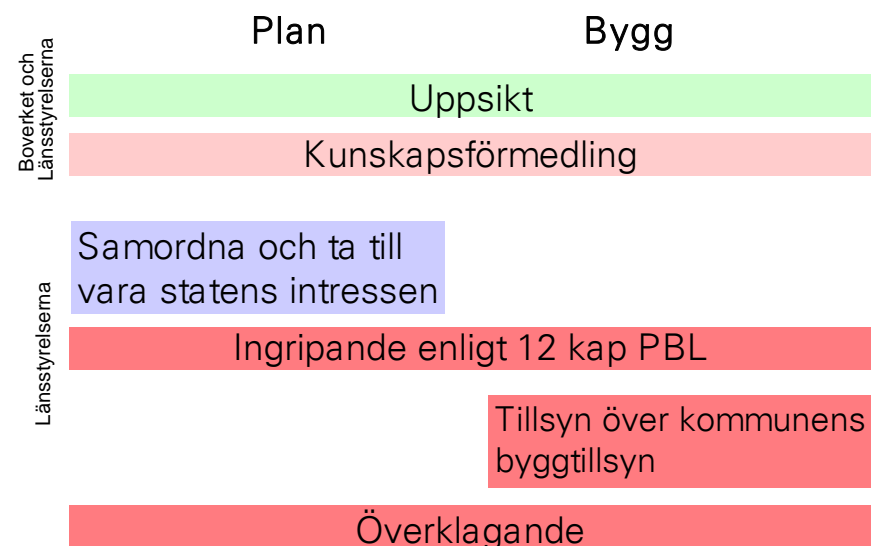 Plan
Bygg
Boverket och
Länsstyrelserna
Uppsikt
Kunskapsförmedling
Länsstyrelserna
Samordna och ta till
vara statens intressen
Ingripande enligt 12 kap PBL
Tillsyn över kommunens
byggtillsyn
Överklagande